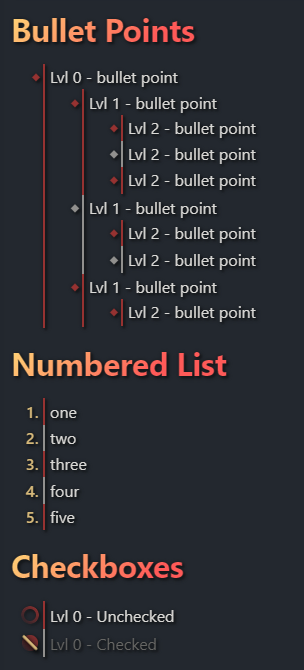 Bullet Points
Lvl 0 - bullet point
Lvl 1 - bullet point
Lvl 2 - bullet point
Lvl 2 - bullet point
Lvl 2 - bullet point
Lvl 1 - bullet point
Lvl 2 - bullet point
Lvl 2 - bullet point
Lvl 1 - bullet point
Lvl 2 - bullet point
Numbered List
1. one
2. two
3. three
4. four
5. five
Checkboxes
Lvl 0 - Unchecked
Lvl 0 - Checked